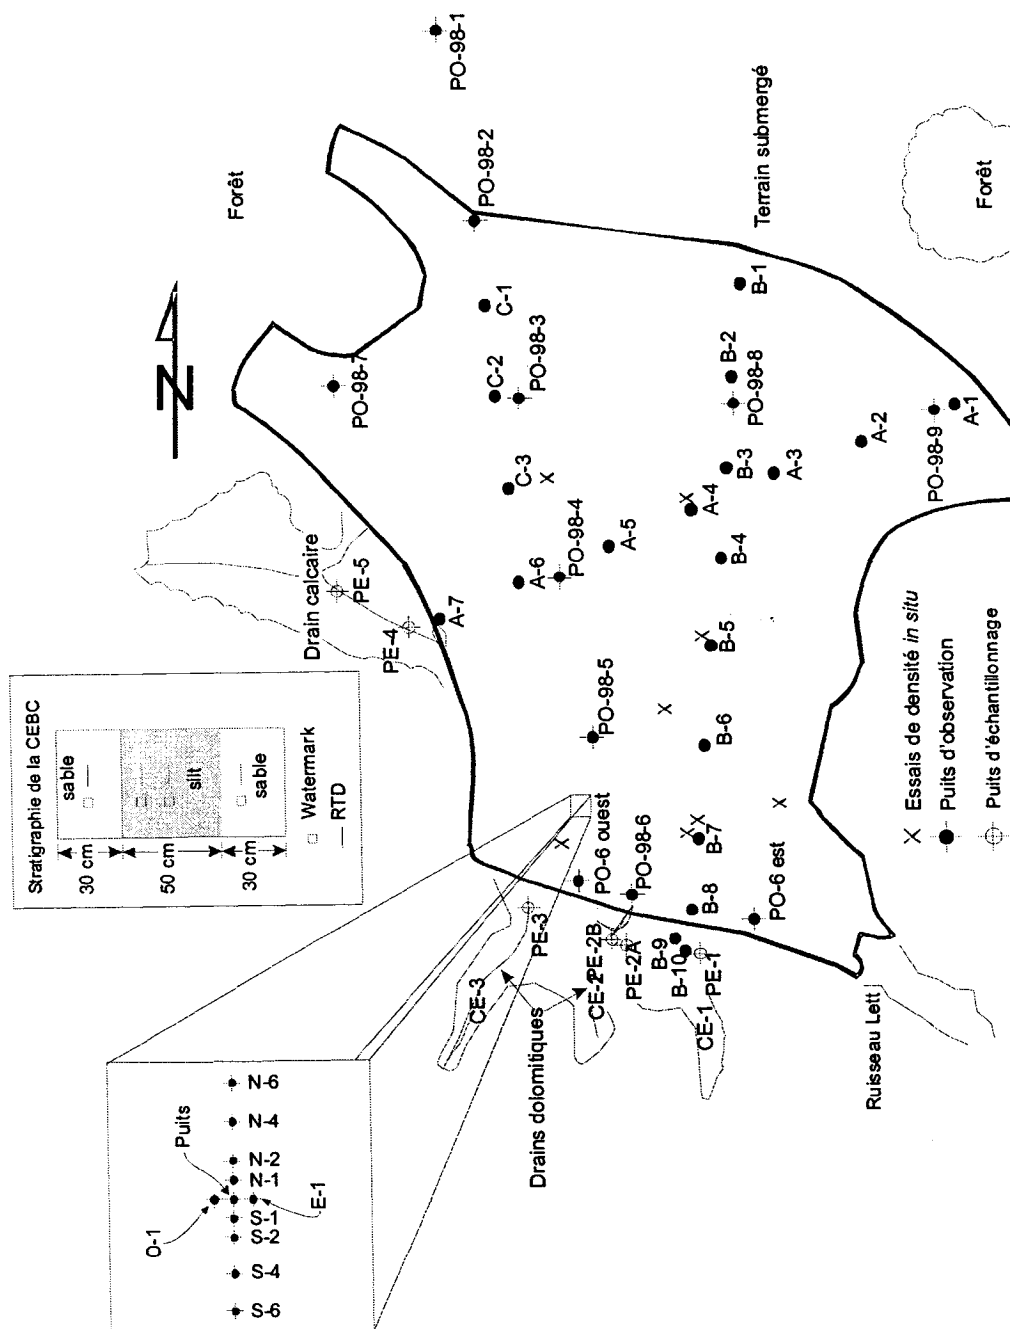 PO-98-1
Forêt
PO-98-2
Terrain submergé
Forêt
N
PO-98-7
C-1
C-2
PO-98-3
B-1
B-2
PO-98-8
C-3
B-3
A-3
A-2
PO-98-9
A-1
A-4
B-4
A-5
PO-98-4
A-6
Drain calcaire
PE-5
PE-4
A-7
B-5
PO-98-5
B-6
X Essais de densité in situ
Puits d'observation
Puits d'échantillonnage
Stratigraphie de la CEBC
30 cm
50 cm
30 cm
sable
silt
sable
Watermark
RTD
PO-6 ouest
PO-98-6
B-7
B-8
PO-6 est
PE-3
PE-2B
PE-2A
B-9
B-10
PE-1
CE-3
CE-2
CE-1
Drains dolomitiques
Ruisseau Lett
Puits
O-1
E-1
N-6
N-4
N-2
N-1
S-1
S-2
S-4
S-6
X
X
X
X
X
X
X
X